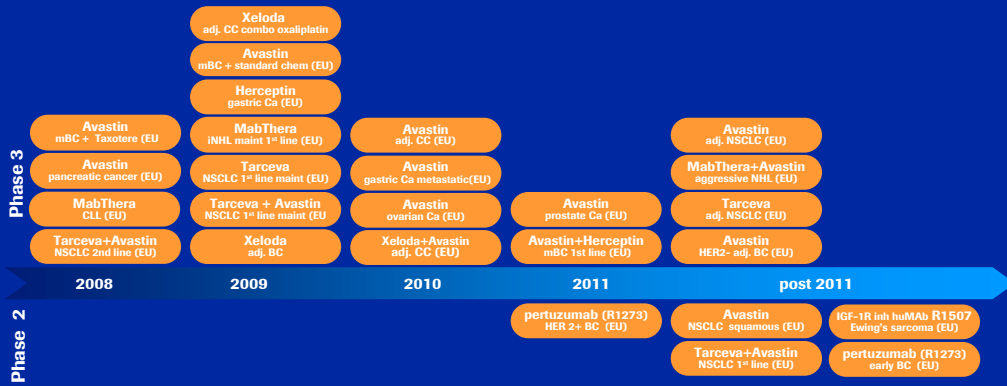 Phase 3
Avastin
mBC + Taxotere (EU
Avastin
pancreatic cancer (EU)
MabThera
CLL (EU)
Tarceva+Avastin
NSCLC 2nd line (EU)
Xeloda
adj. CC combo oxaliplatin
Avastin
mBC + standard chem (EU)
Herceptin
gastric Ca (EU)
MabThera
iNHL maint 1st line (EU)
Tarceva
NSCLC 1st line maint (EU)
Tarceva + Avastin
NSCLC 1st line maint (EU
Xeloda
adj. BC
Avastin
adj. CC (EU)
Avastin
gastric Ca metastatic(EU)
Avastin
ovarian Ca (EU)
Xeloda+Avastin
adj. CC (EU)
Avastin
prostate Ca (EU)
Avastin+Herceptin
mBC 1st line (EU)
Avastin
adj. NSCLC (EU)
MabThera+Avastin
aggressive NHL (EU)
Tarceva
adj. NSCLC (EU)
Avastin
HER2- adj. BC (EU)
2008 2009 2010 2011 post 2011
Phase 2
pertuzumab (R1273)
HER 2+ BC (EU)
Avastin
NSCLC squamous (EU)
Tarceva+Avastin
NSCLC 1st line (EU)
IGF-1R inh huMAb R1507
Ewing's sarcoma (EU)
pertuzumab (R1273)
early BC (EU)